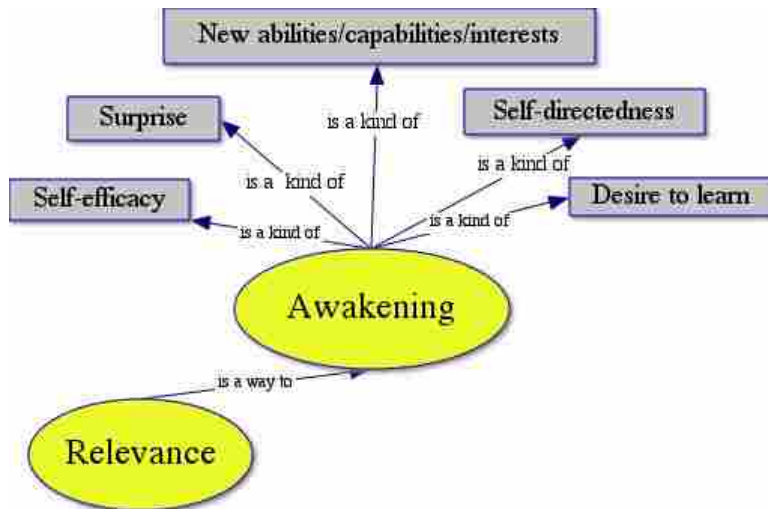 New abilities/capabilities/interests
Surprise
is a kind of
Self-directedness
is a kind of
is a kind of
Self-efficacy
is a kind of
is a kind of
Desire to learn
Awakening
is a way to
Relevance